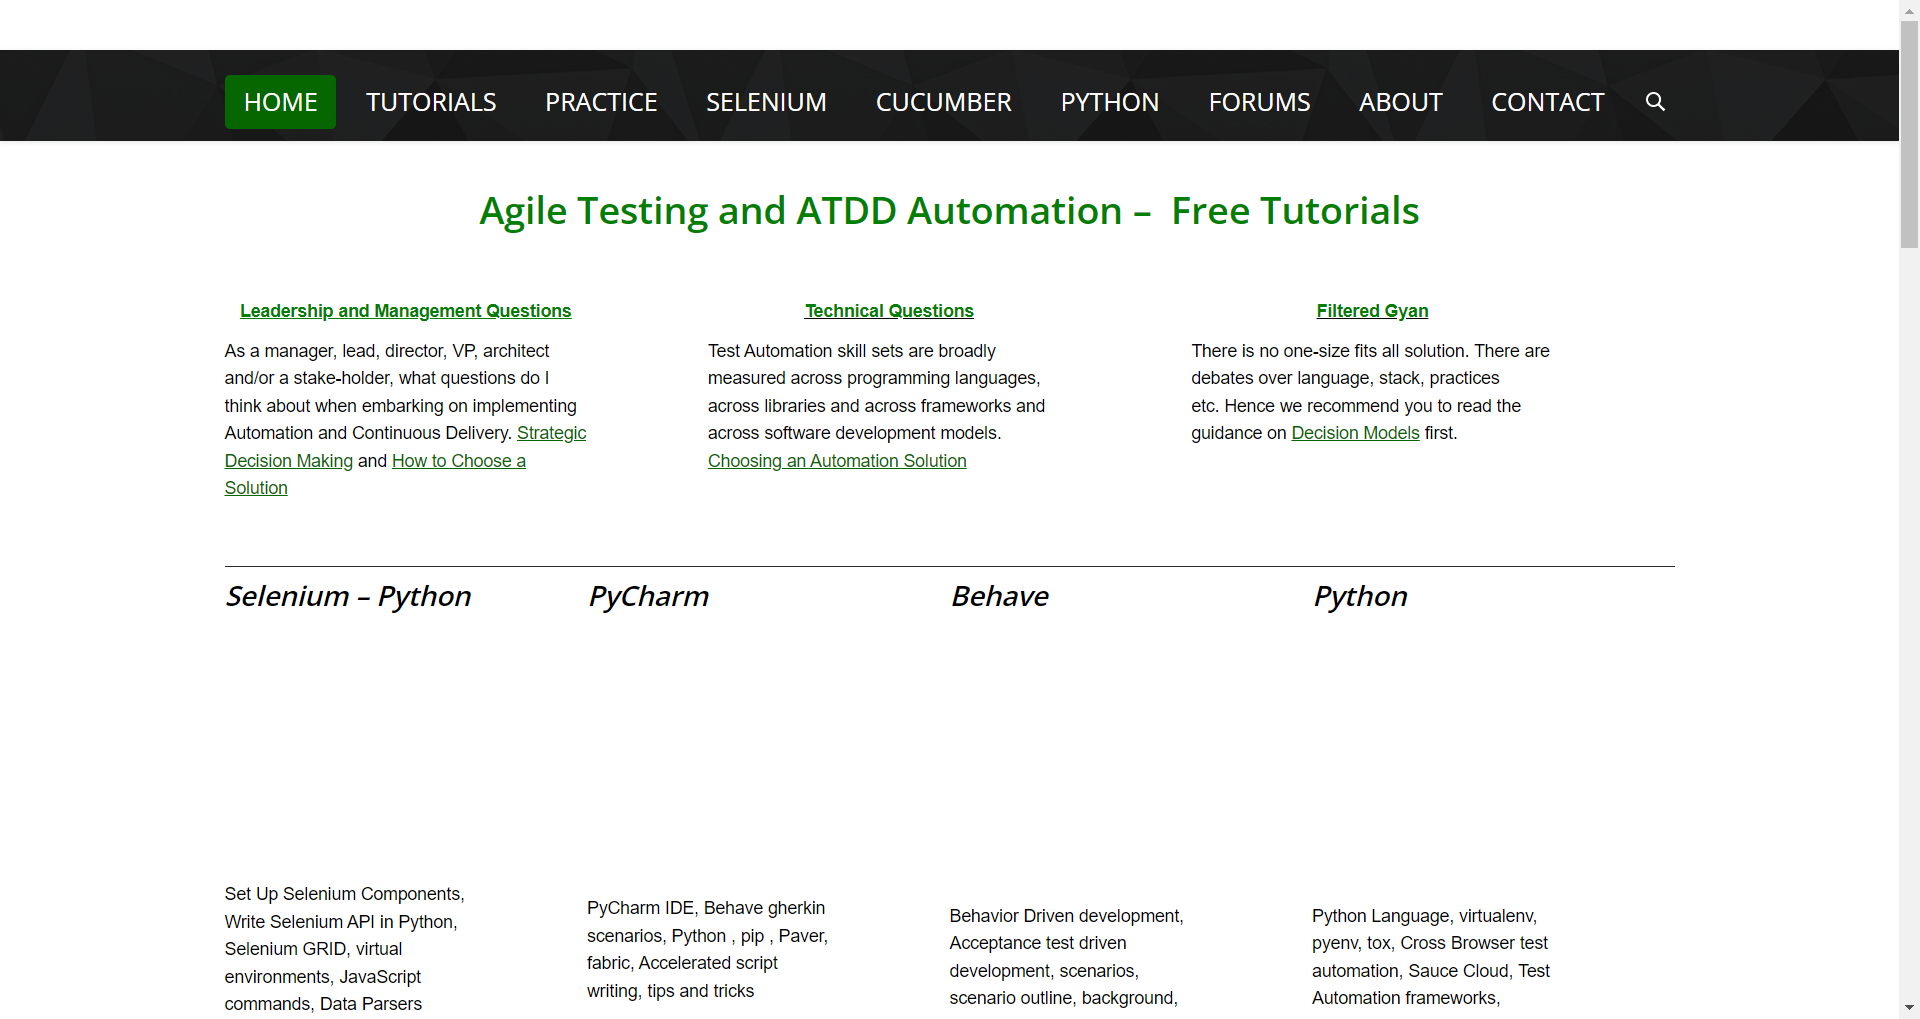 HOME TUTORIALS PRACTICE SELENIUM CUCUMBER PYTHON FORUMS ABOUT CONTACT
Agile Testing and ATDD Automation – Free Tutorials
Leadership and Management Questions
As a manager, lead, director, VP, architect
and/or a stake-holder, what questions do I
think about when embarking on implementing
Automation and Continuous Delivery. Strategic
Decision Making and How to Choose a
Solution
Technical Questions
Test Automation skill sets are broadly
measured across programming languages,
across libraries and across frameworks and
across software development models.
Choosing an Automation Solution
Filtered Gyan
There is no one-size fits all solution. There are
debates over language, stack, practices
etc. Hence we recommend you to read the
guidance on Decision Models first.
Selenium – Python
Set Up Selenium Components,
Write Selenium API in Python,
Selenium GRID, virtual
environments, JavaScript
commands, Data Parsers
PyCharm
PyCharm IDE, Behave gherkin
scenarios, Python , pip , Paver,
fabric, Accelerated script
writing, tips and tricks
Behave
Behavior Driven development,
Acceptance test driven
development, scenarios,
scenario outline, background,
Python
Python Language, virtualenv,
pyenv, tox, Cross Browser test
automation, Sauce Cloud, Test
Automation frameworks,